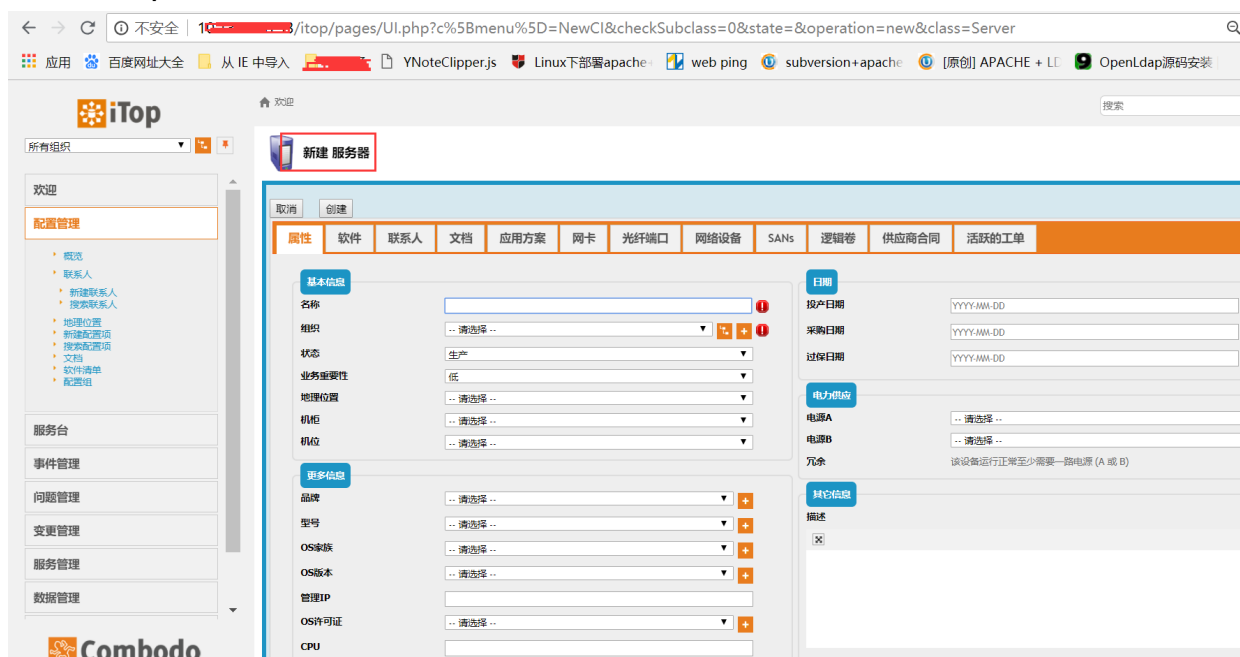 不安全
/itop/pages/UI.php?c%5Bmenu%5D=NewCI&checkSubclass=0&state=&operation=new&class=Server
应用 百度网址大全 从 IE 中导入 YNoteClipper.js Linux下部署apache+ web ping subversion+apache [原创] APACHE + LD OpenLdap源码安装
iTop
欢迎
搜索
所有组织
新建 服务器
欢迎
取消 创建
配置管理
属性 软件 联系人 文档 应用方案 网卡 光纤端口 网络设备 SANs 逻辑卷 供应商合同 活跃的工单
概览
联系人
新建联系人
搜索联系人
地理位置
新建配置项
搜索配置项
文档
软件清单
配置组
服务台
事件管理
问题管理
变更管理
服务管理
数据管理
Combodo
基本信息
名称
组织 -- 请选择 --
状态 生产
业务重要性 低
地理位置 -- 请选择 --
机柜 -- 请选择 --
机位 -- 请选择 --
更多信息
品牌 -- 请选择 --
型号 -- 请选择 --
OS家族 -- 请选择 --
OS版本 -- 请选择 --
管理IP
OS许可证 -- 请选择 --
CPU
日期
投产日期 YYYY-MM-DD
采购日期 YYYY-MM-DD
过保日期 YYYY-MM-DD
电力供应
电源A -- 请选择 --
电源B -- 请选择 --
冗余 该设备运行正常至少需要一路电源 (A 或 B)
其它信息
描述